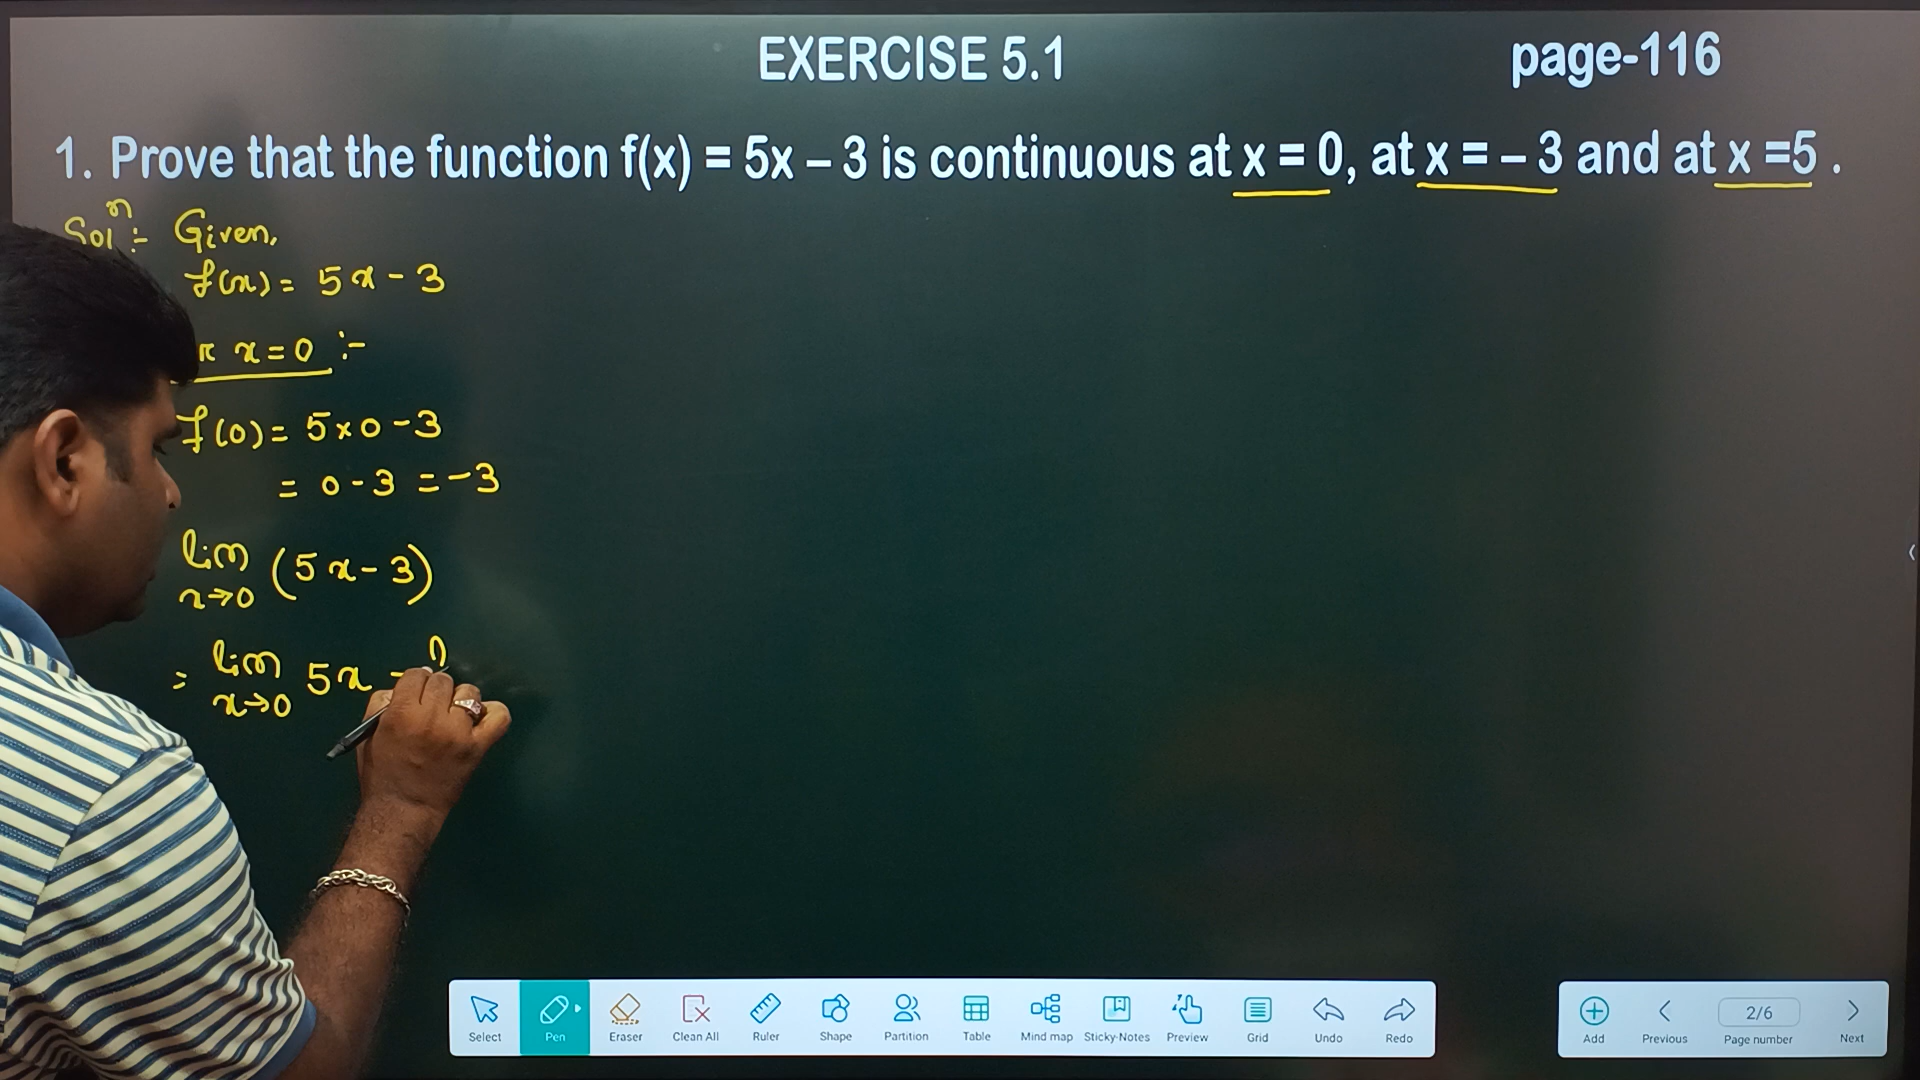 EXERCISE 5.1
page-116
1. Prove that the function f(x) = 5x – 3 is continuous at x = 0, at x = – 3 and at x =5 .
Solⁿ :- Given,
f(x) = 5x - 3
x = 0 :-
f(0) = 5×0 - 3
= 0 - 3 = -3
lim x→0 (5x - 3)
= lim x→0 5x -
Select
Pen
Eraser
Clean All
Ruler
Shape
Partition
Table
Mind map
Sticky-Notes
Preview
Grid
Undo
Redo
Add
Previous
2/6
Page number
Next